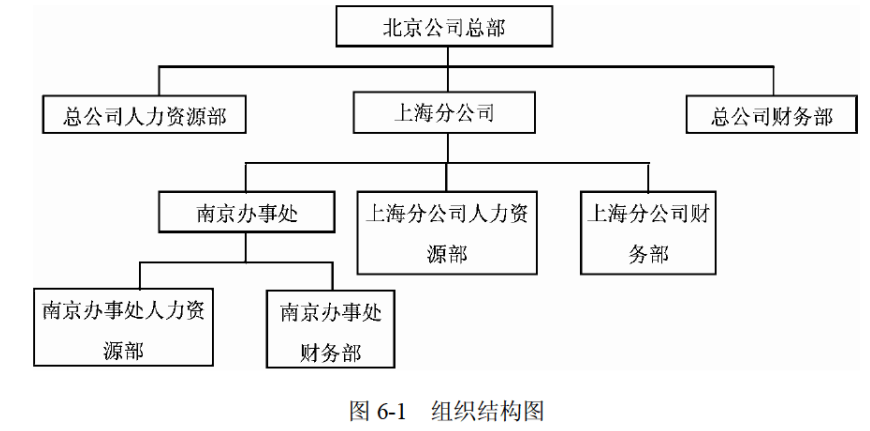 北京公司总部
总公司人力资源部
上海分公司
总公司财务部
南京办事处
上海分公司人力资
源部
上海分公司财
务部
南京办事处人力资
源部
南京办事处
财务部
图 6-1 组织结构图